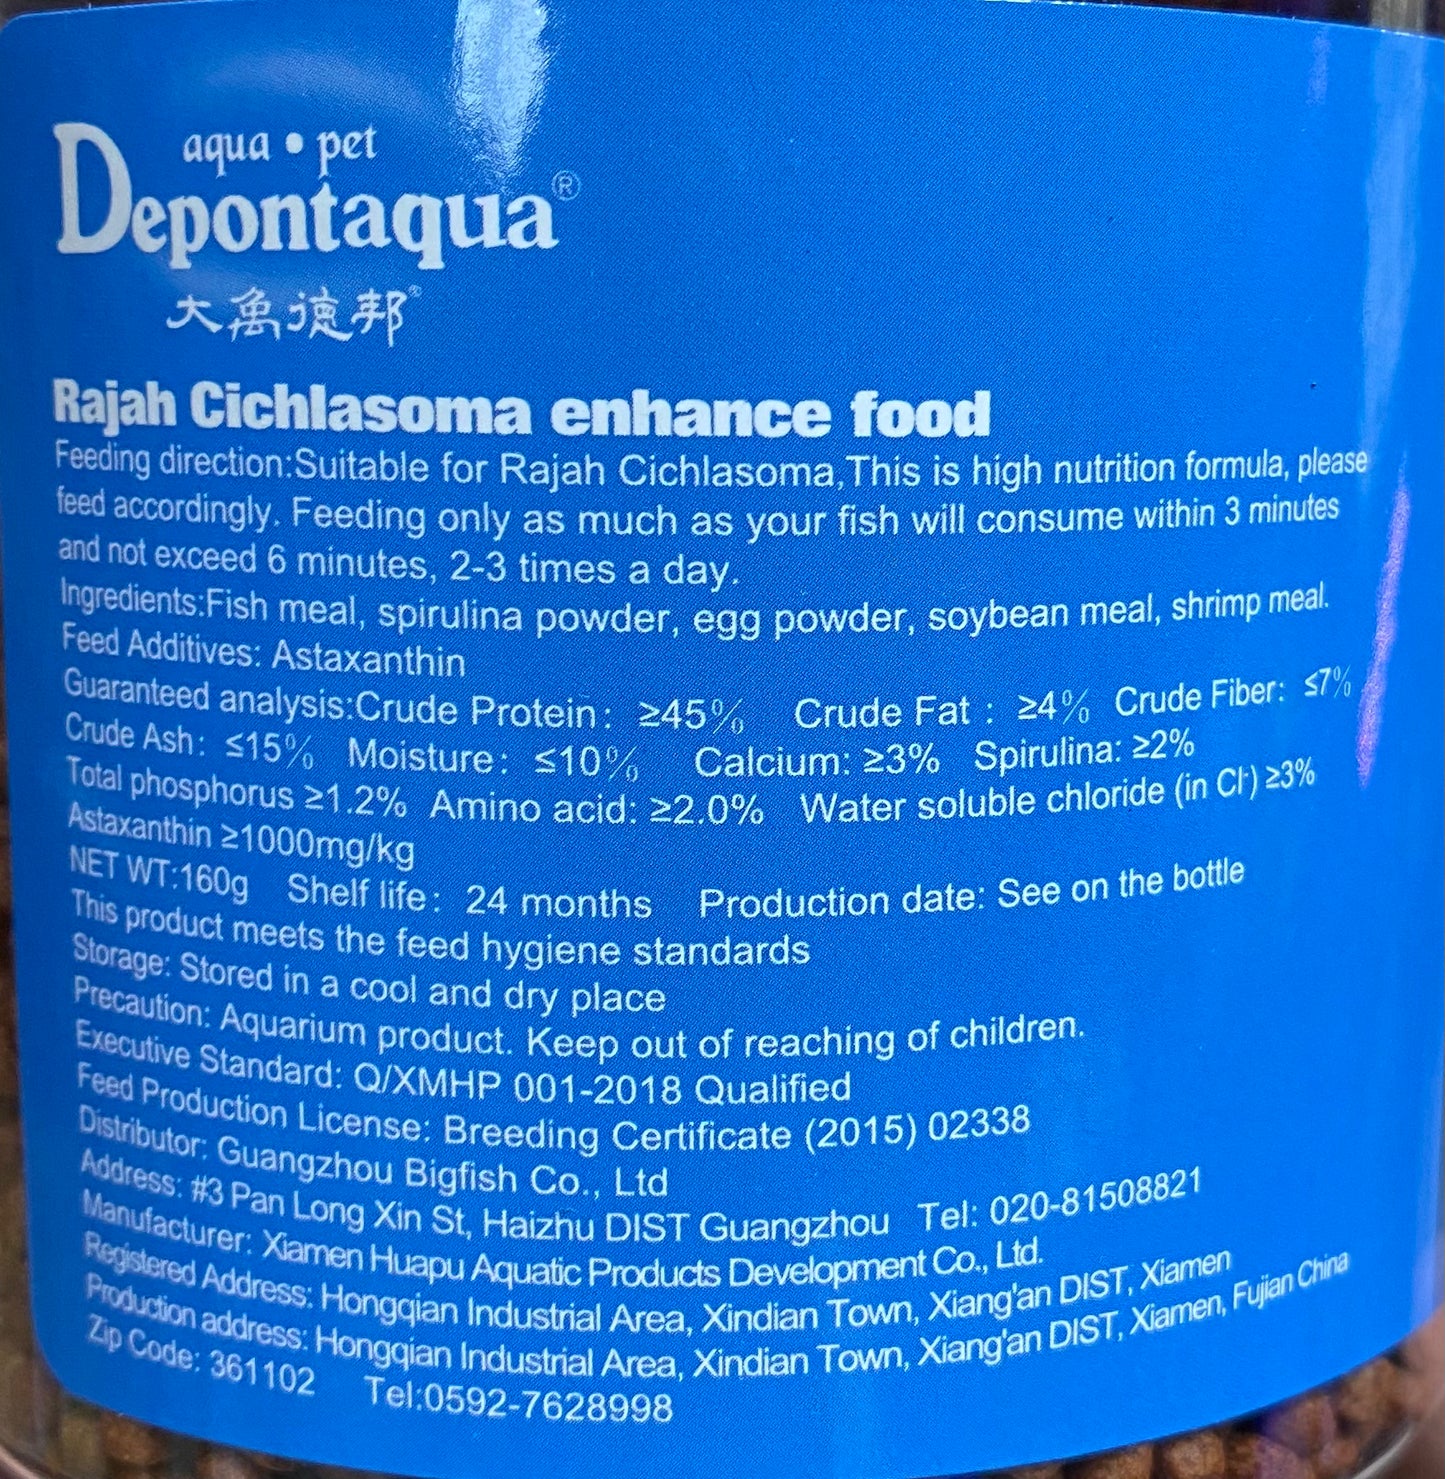 aqua • pet
Depontaqua®
大魚德邦®
Rajah Cichlasoma enhance food
Feeding direction:Suitable for Rajah Cichlasoma,This is high nutrition formula, please
feed accordingly. Feeding only as much as your fish will consume within 3 minutes
and not exceed 6 minutes, 2-3 times a day.
Ingredients:Fish meal, spirulina powder, egg powder, soybean meal, shrimp meal.
Feed Additives: Astaxanthin
Guaranteed analysis:Crude Protein: ≥45% Crude Fat : ≥4% Crude Fiber: ≤7%
Crude Ash: ≤15% Moisture: ≤10% Calcium: ≥3% Spirulina: ≥2%
Total phosphorus ≥1.2% Amino acid: ≥2.0% Water soluble chloride (in Cl-) ≥3%
Astaxanthin ≥1000mg/kg
NET WT:160g Shelf life: 24 months Production date: See on the bottle
This product meets the feed hygiene standards
Storage: Stored in a cool and dry place
Precaution: Aquarium product. Keep out of reaching of children.
Executive Standard: Q/XMHP 001-2018 Qualified
Feed Production License: Breeding Certificate (2015) 02338
Distributor: Guangzhou Bigfish Co., Ltd
Address: #3 Pan Long Xin St, Haizhu DIST Guangzhou Tel: 020-81508821
Manufacturer: Xiamen Huapu Aquatic Products Development Co., Ltd.
Registered Address: Hongqian Industrial Area, Xindian Town, Xiang'an DIST, Xiamen
Production address: Hongqian Industrial Area, Xindian Town, Xiang'an DIST, Xiamen, Fujian China
Zip Code: 361102 Tel:0592-7628998